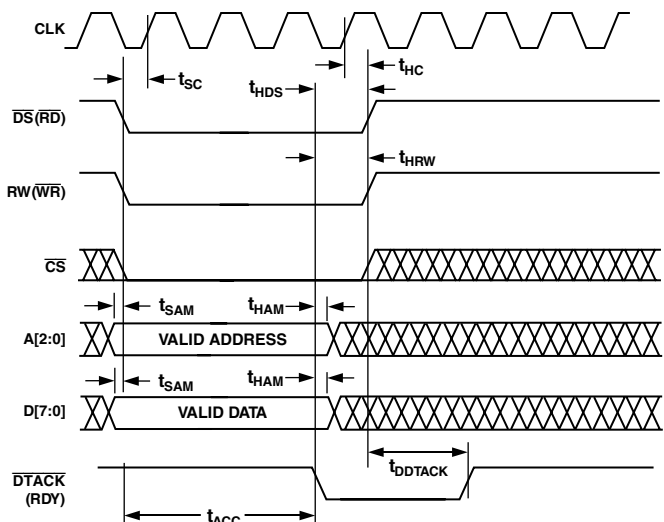 CLK
tSC
tHC
tHDS
DS(RD)
tHRW
RW(WR)
CS
tSAM
tHAM
A[2:0]
VALID ADDRESS
tSAM
tHAM
D[7:0]
VALID DATA
tDDTACK
DTACK
(RDY)
tACC